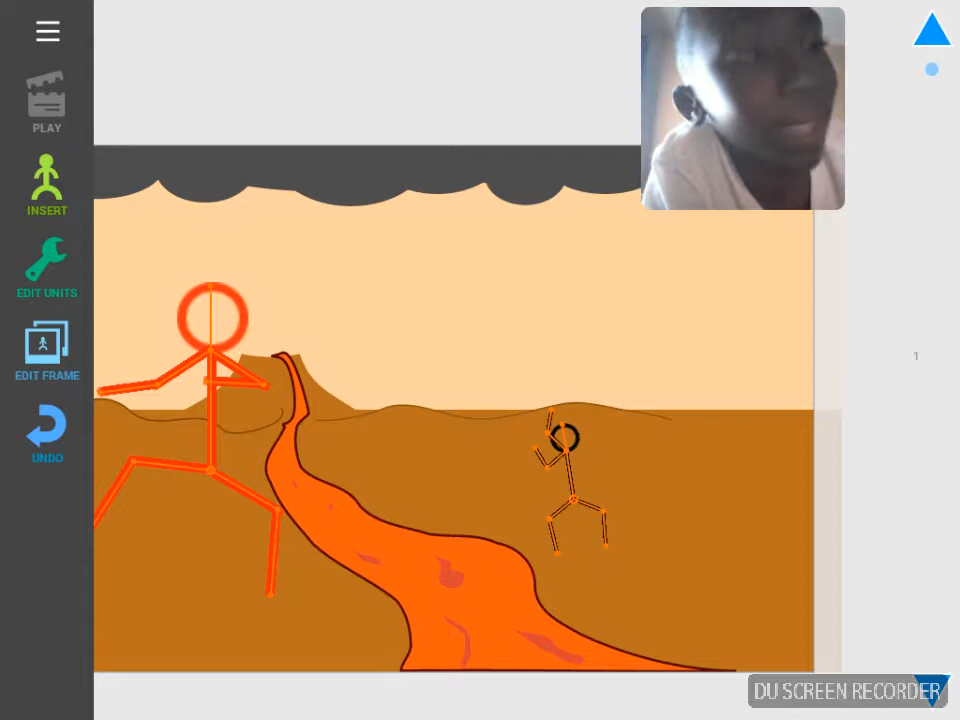 PLAY
INSERT
EDIT UNITS
EDIT FRAME
UNDO
1
DU SCREEN RECORDER